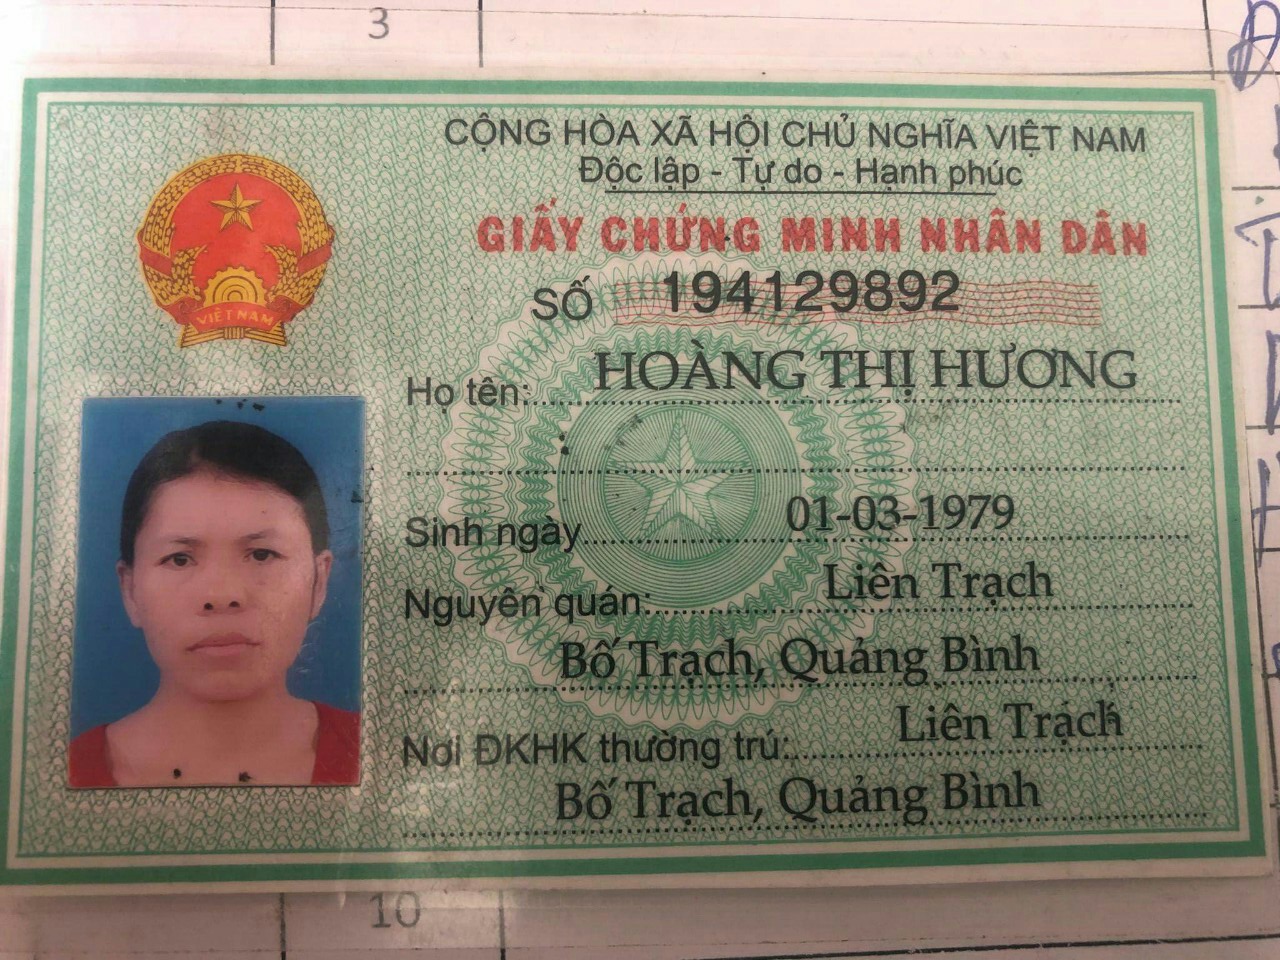 3
CỘNG HÒA XÃ HỘI CHỦ NGHĨA VIỆT NAM
Độc lập - Tự do - Hạnh phúc
GIẤY CHỨNG MINH NHÂN DÂN
SỐ 194129892
VIỆT NAM
Họ tên: HOÀNG THỊ HƯƠNG
Sinh ngày 01-03-1979
Nguyên quán: Liên Trạch
Bố Trạch, Quảng Bình
Nơi ĐKHK thường trú: Liên Trạch
Bố Trạch, Quảng Bình
10